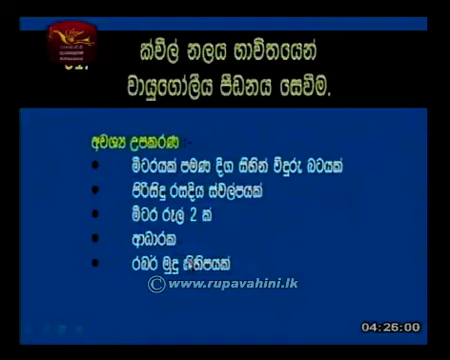 ක්වීල් නලය භාවිතයෙන්
01.
වායුගෝලීය පීඩනය සෙවීම.
අවශ්‍ය උපකරණ :-
• මීටරයක් පමණ දිග සිහින් විදුරු බටයක්
• පිරිසිදු රසදිය ස්වල්පයක්
• මීටර රූල් 2 ක්
• ආධාරක
• රබර් මුදු කිහිපයක්
© www.rupavahini.lk
04:26:00